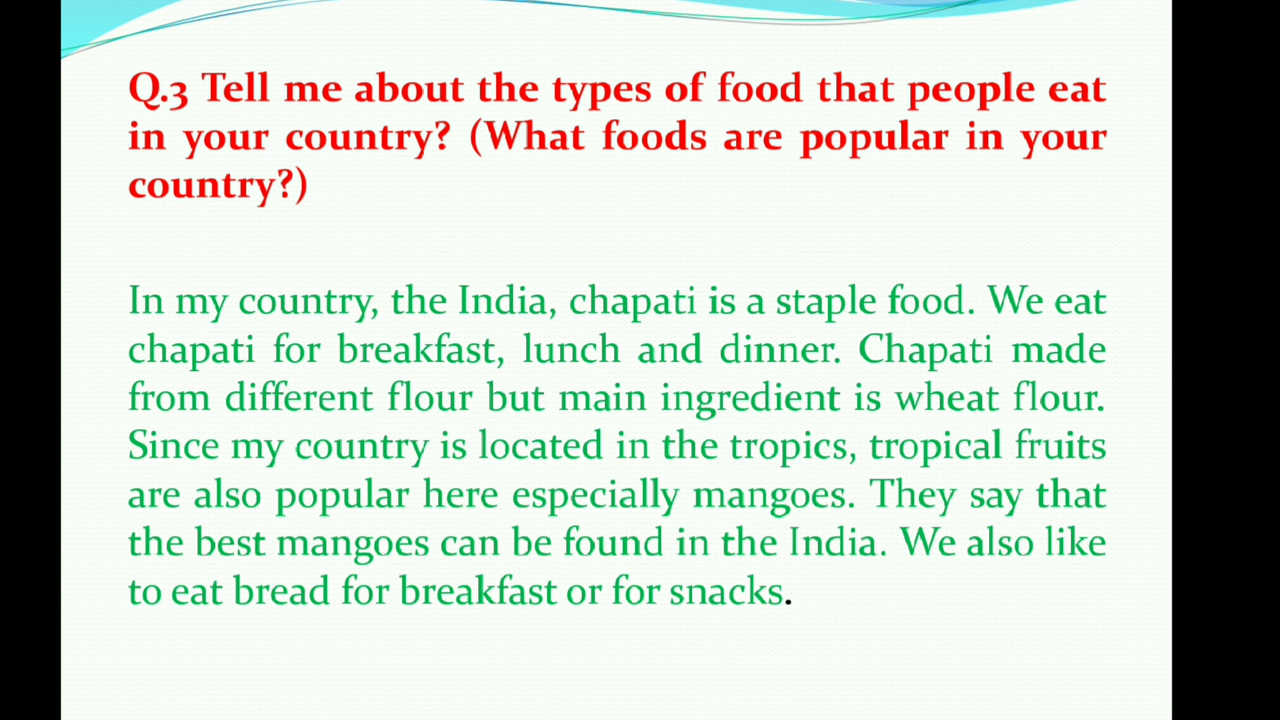 Q.3 Tell me about the types of food that people eat
in your country? (What foods are popular in your
country?)
In my country, the India, chapati is a staple food. We eat
chapati for breakfast, lunch and dinner. Chapati made
from different flour but main ingredient is wheat flour.
Since my country is located in the tropics, tropical fruits
are also popular here especially mangoes. They say that
the best mangoes can be found in the India. We also like
to eat bread for breakfast or for snacks.